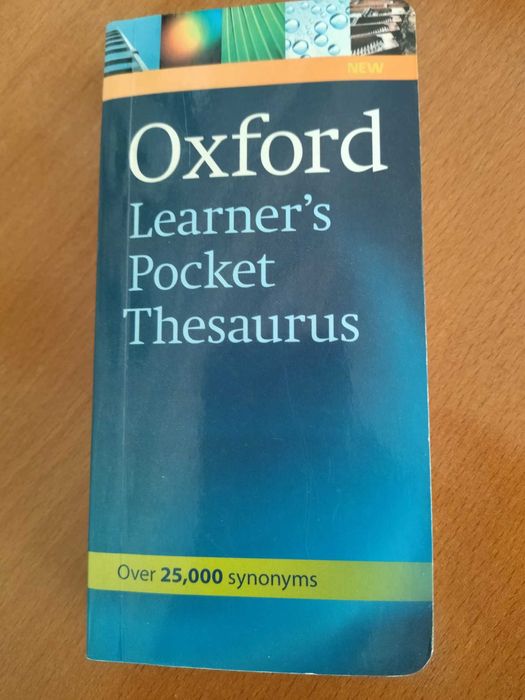 NEW
Oxford
Learner's
Pocket
Thesaurus
Over 25,000 synonyms